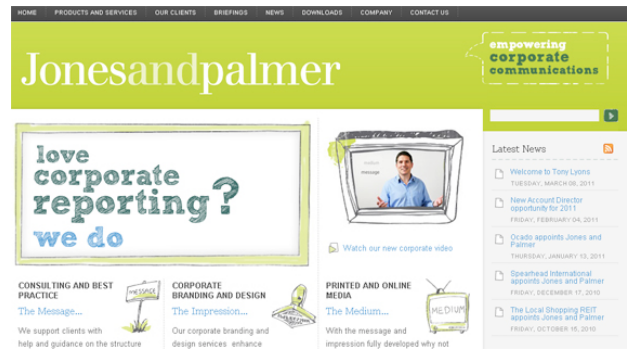 HOME PRODUCTS AND SERVICES OUR CLIENTS BRIEFINGS NEWS DOWNLOADS COMPANY CONTACT US
Jonesandpalmer
empowering
corporate
communications
love
corporate
reporting?
we do
message
Watch our new corporate video
CONSULTING AND BEST
PRACTICE
The Message...
We support clients with
help and guidance on the structure
MESSAGE
CORPORATE
BRANDING AND DESIGN
The Impression...
Our corporate branding and
design services enhance
PRINTED AND ONLINE
MEDIA
The Medium...
With the message and
impression fully developed why not
MEDIUM
Latest News
Welcome to Tony Lyons
TUESDAY, MARCH 08, 2011
New Account Director
opportunity for 2011
FRIDAY, FEBRUARY 04, 2011
Ocado appoints Jones and
Palmer
THURSDAY, JANUARY 13, 2011
Spearhead International
appoints Jones and Palmer
FRIDAY, DECEMBER 17, 2010
The Local Shopping REIT
appoints Jones and Palmer
FRIDAY, OCTOBER 15, 2010